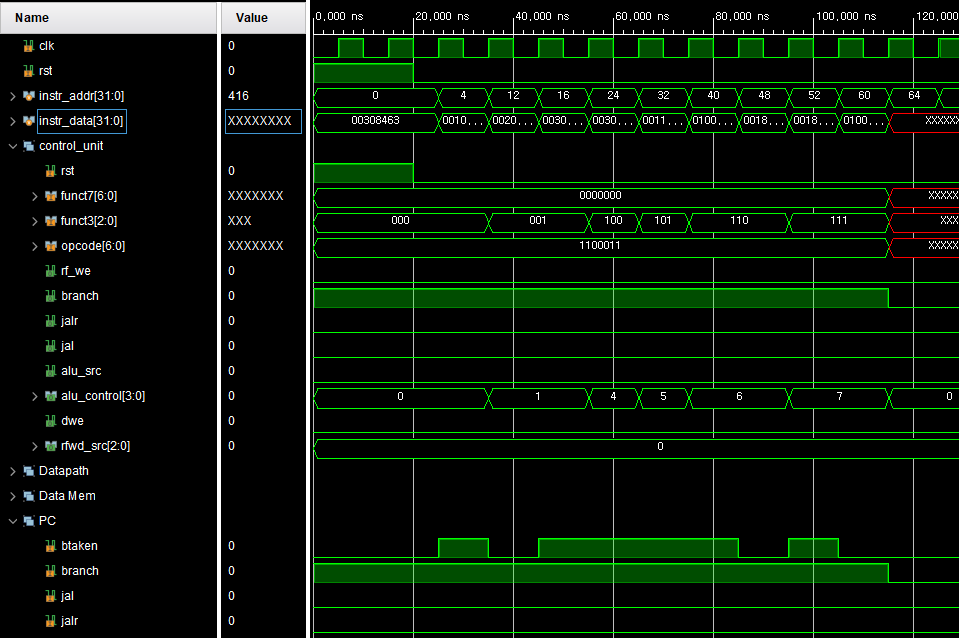 Name Value 0,000 ns 20,000 ns 40,000 ns 60,000 ns 80,000 ns 100,000 ns 120,000
clk 0
rst 0
instr_addr[31:0] 416 0 4 12 16 24 32 40 48 52 60 64
instr_data[31:0] XXXXXXXX 00308463 0010... 0020... 0030... 0030... 0011... 0100... 0018... 0018... 0100... XXXXX
control_unit
rst 0
funct7[6:0] XXXXXXX 0000000 XXXXX
funct3[2:0] XXX 000 001 100 101 110 111 XXX
opcode[6:0] XXXXXXX 1100011 XXXXX
rf_we 0
branch 0
jalr 0
jal 0
alu_src 0
alu_control[3:0] 0 0 1 4 5 6 7 0
dwe 0
rfwd_src[2:0] 0 0
Datapath
Data Mem
PC
btaken 0
branch 0
jal 0
jalr 0